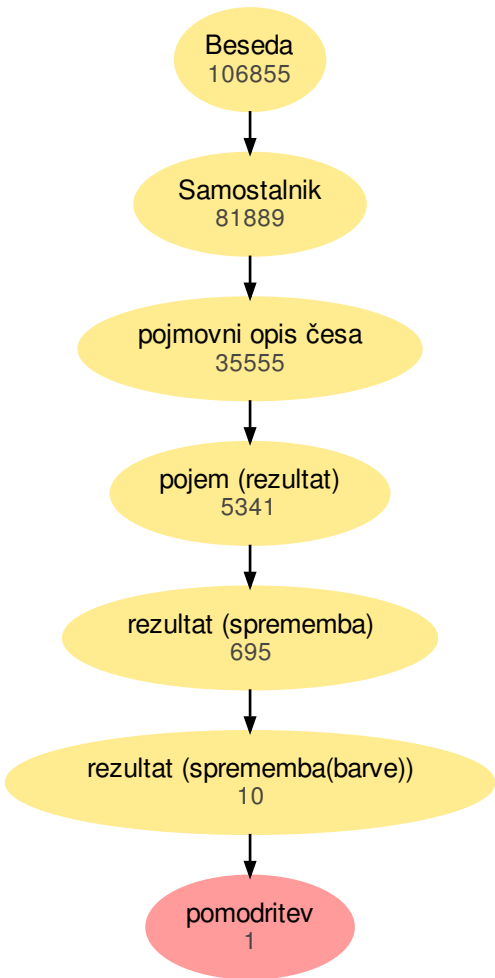 Beseda
106855
Samostalnik
81889
pojmovni opis česa
35555
pojem (rezultat)
5341
rezultat (sprememba)
695
rezultat (sprememba(barve))
10
pomodritev
1